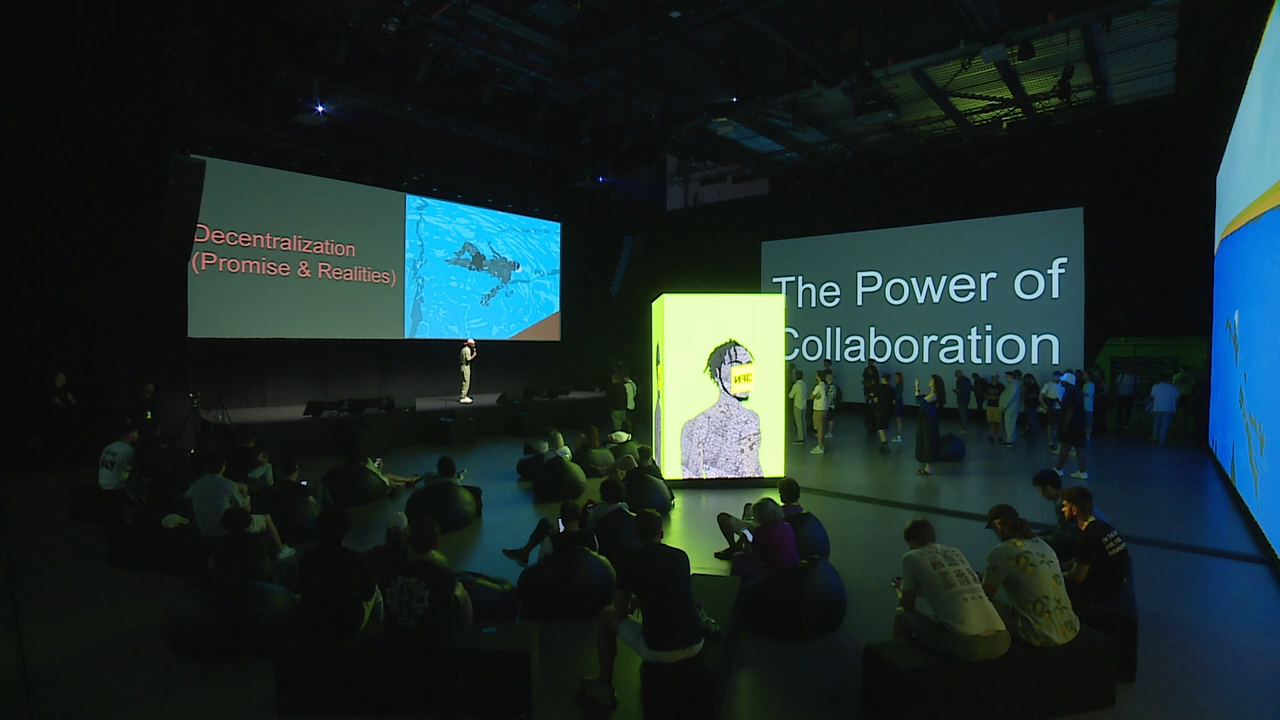 Decentralization
(Promise & Realities)
The Power of
Collaboration